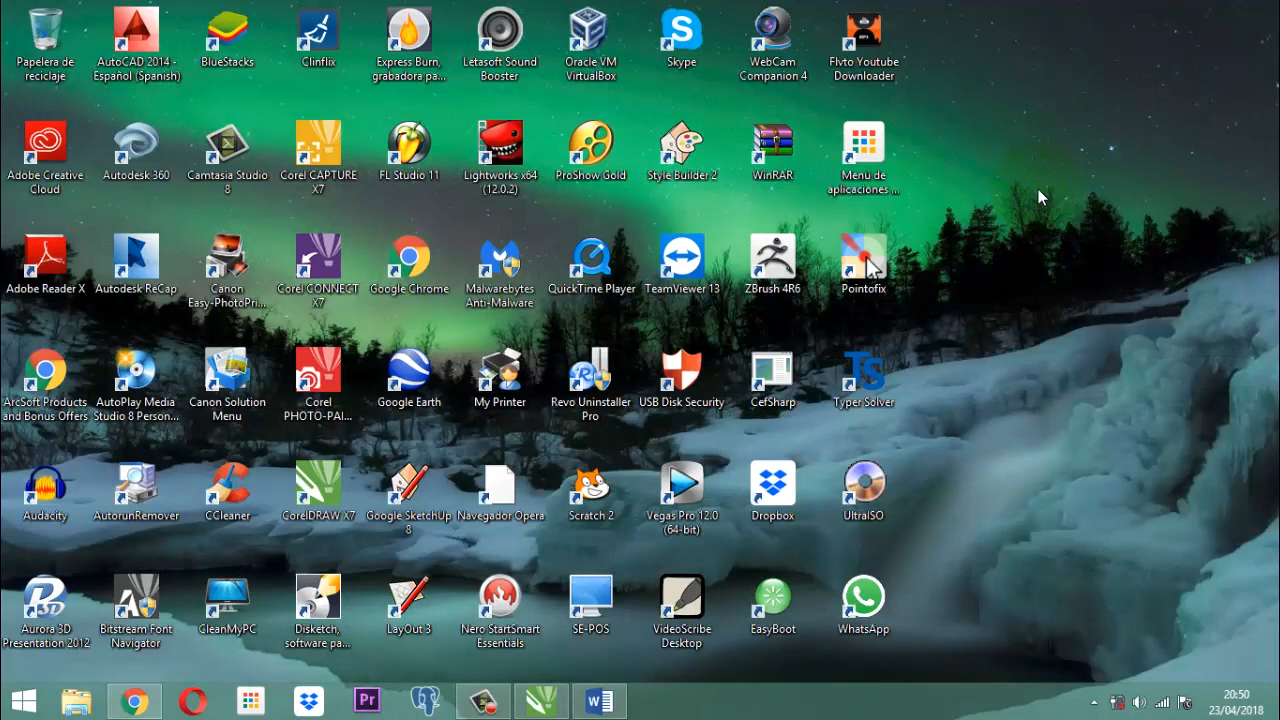 Papelera de
reciclaje
AutoCAD 2014 -
Español (Spanish)
BlueStacks
Clinflix
Express Burn,
grabadora pa...
Letasoft Sound
Booster
Oracle VM
VirtualBox
Skype
WebCam
Companion 4
Flvto Youtube
Downloader
Adobe Creative
Cloud
Autodesk 360
Camtasia Studio
8
Corel CAPTURE
X7
FL Studio 11
Lightworks x64
(12.0.2)
ProShow Gold
Style Builder 2
WinRAR
Menú de
aplicaciones ...
Adobe Reader X
Autodesk ReCap
Canon
Easy-PhotoPri...
Corel CONNECT
X7
Google Chrome
Malwarebytes
Anti-Malware
QuickTime Player
TeamViewer 13
ZBrush 4R6
Pointofix
ArcSoft Products
and Bonus Offers
AutoPlay Media
Studio 8 Person...
Canon Solution
Menu
Corel
PHOTO-PAI...
Google Earth
My Printer
Revo Uninstaller
Pro
USB Disk Security
CefSharp
TS
Typer Solver
Audacity
AutorunRemover
CCleaner
CorelDRAW X7
Google SketchUp
8
Navegador Opera
Scratch 2
Vegas Pro 12.0
(64-bit)
Dropbox
UltraISO
Aurora 3D
Presentation 2012
Bitstream Font
Navigator
CleanMyPC
Disketch,
software pa...
LayOut 3
Nero StartSmart
Essentials
SE-POS
VideoScribe
Desktop
EasyBoot
WhatsApp
Pr
20:50
23/04/2018